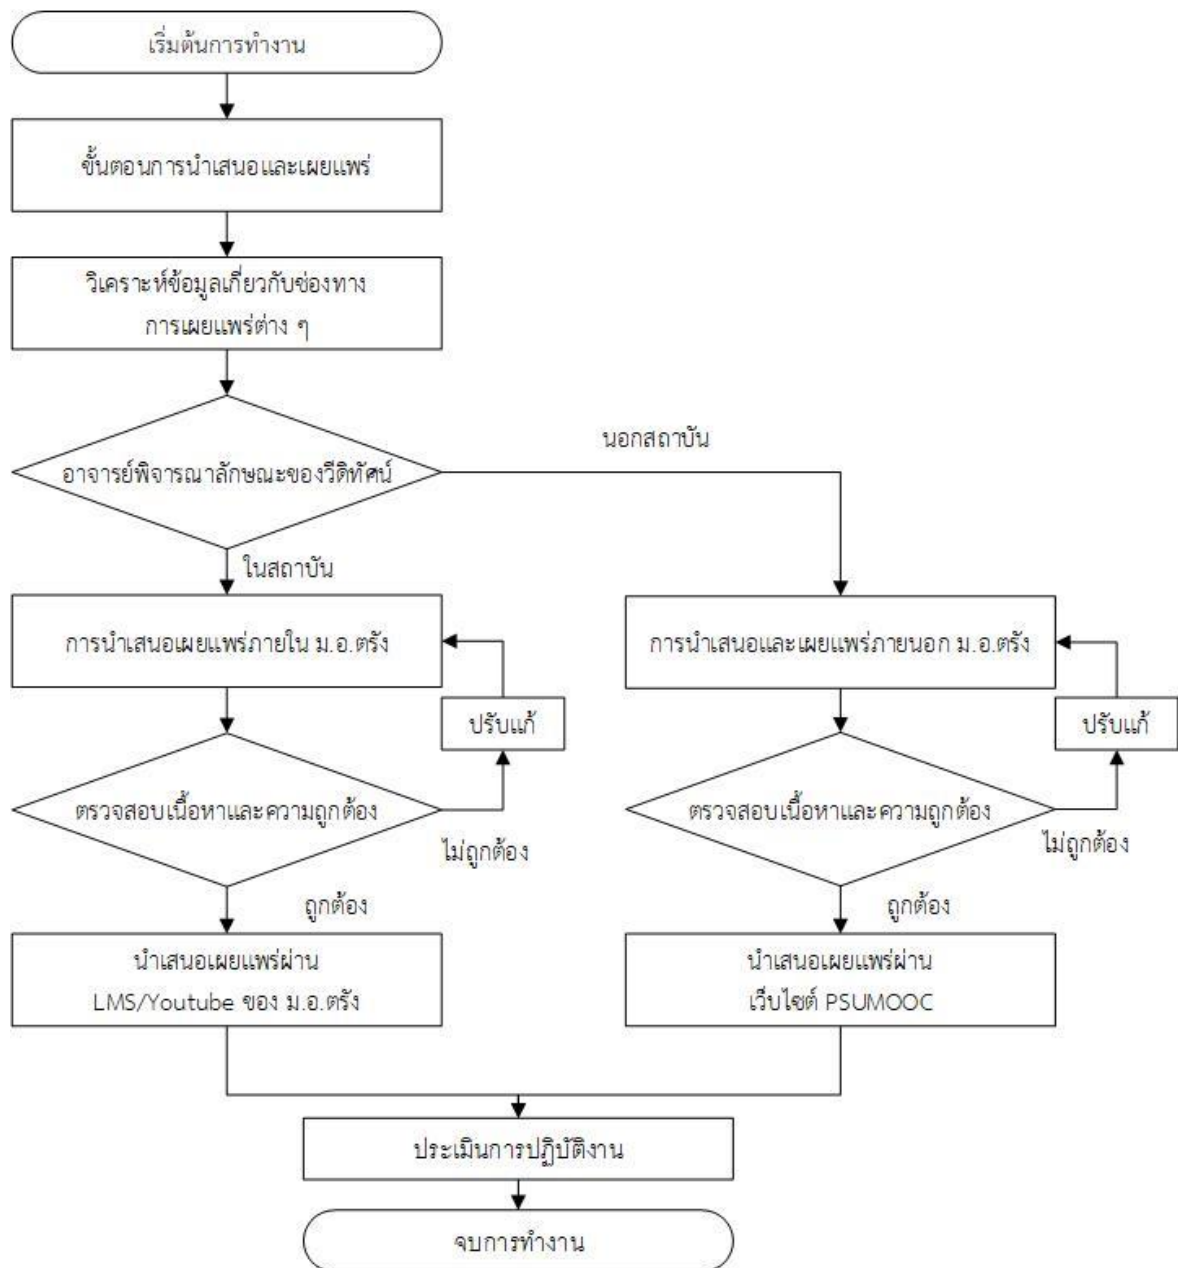 เริ่มต้นการทำงาน
ขั้นตอนการนำเสนอและเผยแพร่
วิเคราะห์ข้อมูลเกี่ยวกับช่องทาง
การเผยแพร่ต่าง ๆ
อาจารย์พิจารณาลักษณะของวีดิทัศน์
นอกสถาบัน
ในสถาบัน
การนำเสนอเผยแพร่ภายใน ม.อ.ตรัง
การนำเสนอและเผยแพร่ภายนอก ม.อ.ตรัง
ปรับแก้
ปรับแก้
ตรวจสอบเนื้อหาและความถูกต้อง
ตรวจสอบเนื้อหาและความถูกต้อง
ไม่ถูกต้อง
ไม่ถูกต้อง
ถูกต้อง
ถูกต้อง
นำเสนอเผยแพร่ผ่าน
LMS/Youtube ของ ม.อ.ตรัง
นำเสนอเผยแพร่ผ่าน
เว็บไซต์ PSUMOOC
ประเมินการปฏิบัติงาน
จบการทำงาน